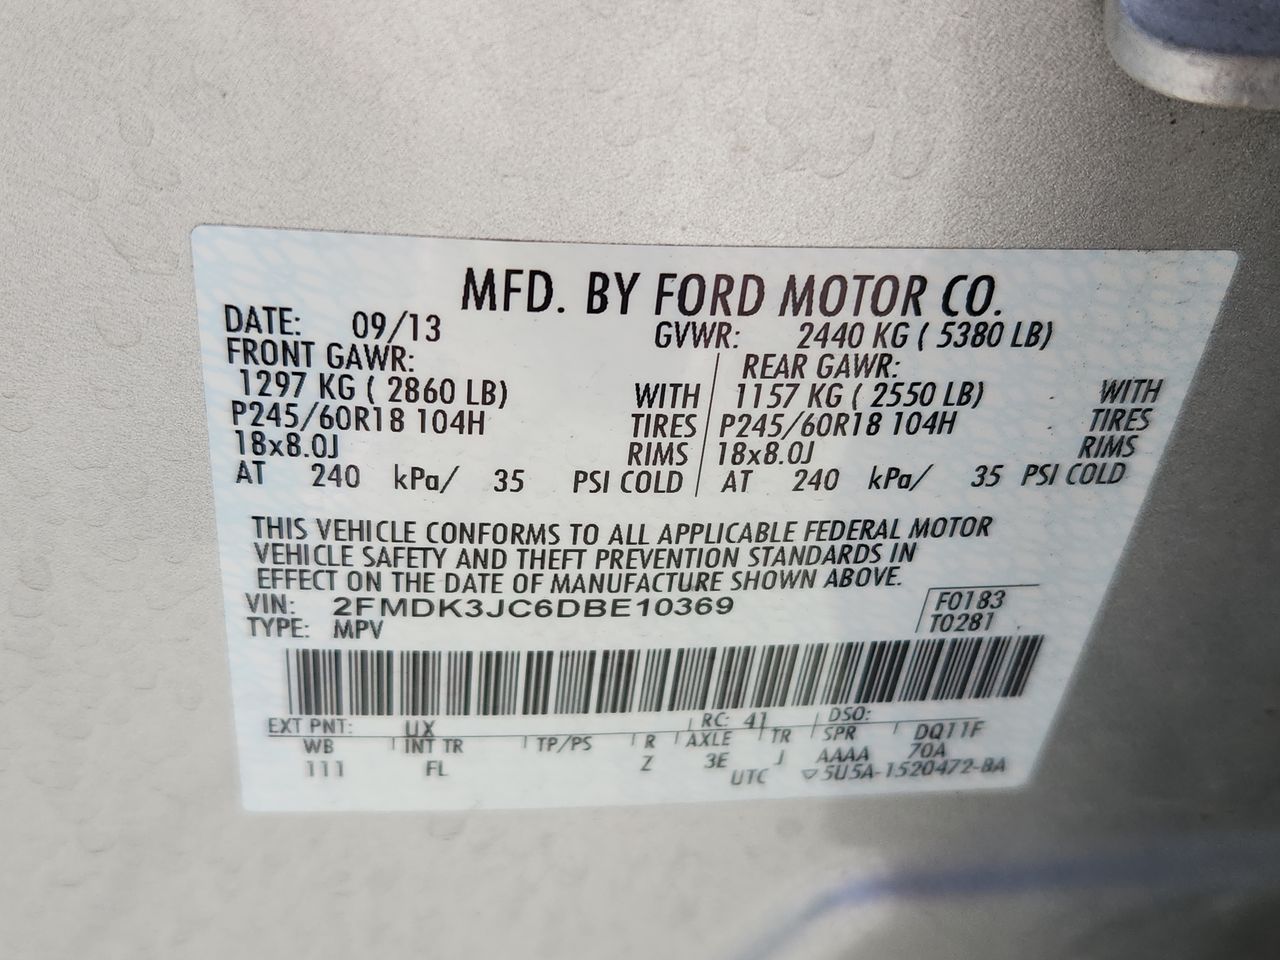 MFD. BY FORD MOTOR CO.
DATE: 09/13 GVWR: 2440 KG ( 5380 LB)
FRONT GAWR: REAR GAWR:
1297 KG ( 2860 LB) WITH 1157 KG ( 2550 LB) WITH
P245/60R18 104H TIRES P245/60R18 104H TIRES
18x8.0J RIMS 18x8.0J RIMS
AT 240 kPa/ 35 PSI COLD AT 240 kPa/ 35 PSI COLD
THIS VEHICLE CONFORMS TO ALL APPLICABLE FEDERAL MOTOR
VEHICLE SAFETY AND THEFT PREVENTION STANDARDS IN
EFFECT ON THE DATE OF MANUFACTURE SHOWN ABOVE.
VIN: 2FMDK3JC6DBE10369 F0183
TYPE: MPV T0281
EXT PNT: UX RC: 41 DSO:
WB INT TR TP/PS R AXLE TR SPR DQ11F
111 FL Z 3E J AAAA 70A
UTC ▽5U5A-1520472-BA